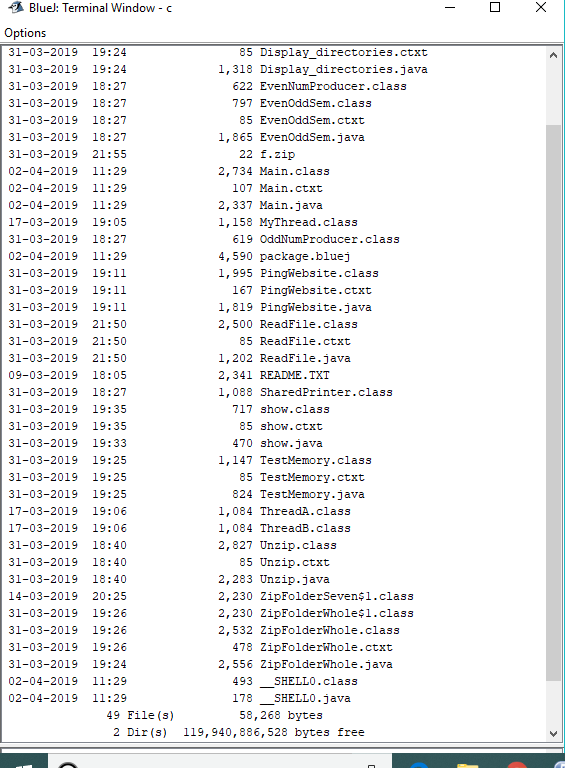 BlueJ: Terminal Window - c
Options
31-03-2019 19:24 85 Display_directories.ctxt
31-03-2019 19:24 1,318 Display_directories.java
31-03-2019 18:27 622 EvenNumProducer.class
31-03-2019 18:27 797 EvenOddSem.class
31-03-2019 18:27 85 EvenOddSem.ctxt
31-03-2019 18:27 1,865 EvenOddSem.java
31-03-2019 21:55 22 f.zip
02-04-2019 11:29 2,734 Main.class
02-04-2019 11:29 107 Main.ctxt
02-04-2019 11:29 2,337 Main.java
17-03-2019 19:05 1,158 MyThread.class
31-03-2019 18:27 619 OddNumProducer.class
02-04-2019 11:29 4,590 package.bluej
31-03-2019 19:11 1,995 PingWebsite.class
31-03-2019 19:11 167 PingWebsite.ctxt
31-03-2019 19:11 1,819 PingWebsite.java
31-03-2019 21:50 2,500 ReadFile.class
31-03-2019 21:50 85 ReadFile.ctxt
31-03-2019 21:50 1,202 ReadFile.java
09-03-2019 18:05 2,341 README.TXT
31-03-2019 18:27 1,088 SharedPrinter.class
31-03-2019 19:35 717 show.class
31-03-2019 19:35 85 show.ctxt
31-03-2019 19:33 470 show.java
31-03-2019 19:25 1,147 TestMemory.class
31-03-2019 19:25 85 TestMemory.ctxt
31-03-2019 19:25 824 TestMemory.java
17-03-2019 19:06 1,084 ThreadA.class
17-03-2019 19:06 1,084 ThreadB.class
31-03-2019 18:40 2,827 Unzip.class
31-03-2019 18:40 85 Unzip.ctxt
31-03-2019 18:40 2,283 Unzip.java
14-03-2019 20:25 2,230 ZipFolderSeven$1.class
31-03-2019 19:26 2,230 ZipFolderWhole$1.class
31-03-2019 19:26 2,532 ZipFolderWhole.class
31-03-2019 19:26 478 ZipFolderWhole.ctxt
31-03-2019 19:24 2,556 ZipFolderWhole.java
02-04-2019 11:29 493 __SHELL0.class
02-04-2019 11:29 178 __SHELL0.java
49 File(s) 58,268 bytes
2 Dir(s) 119,940,886,528 bytes free